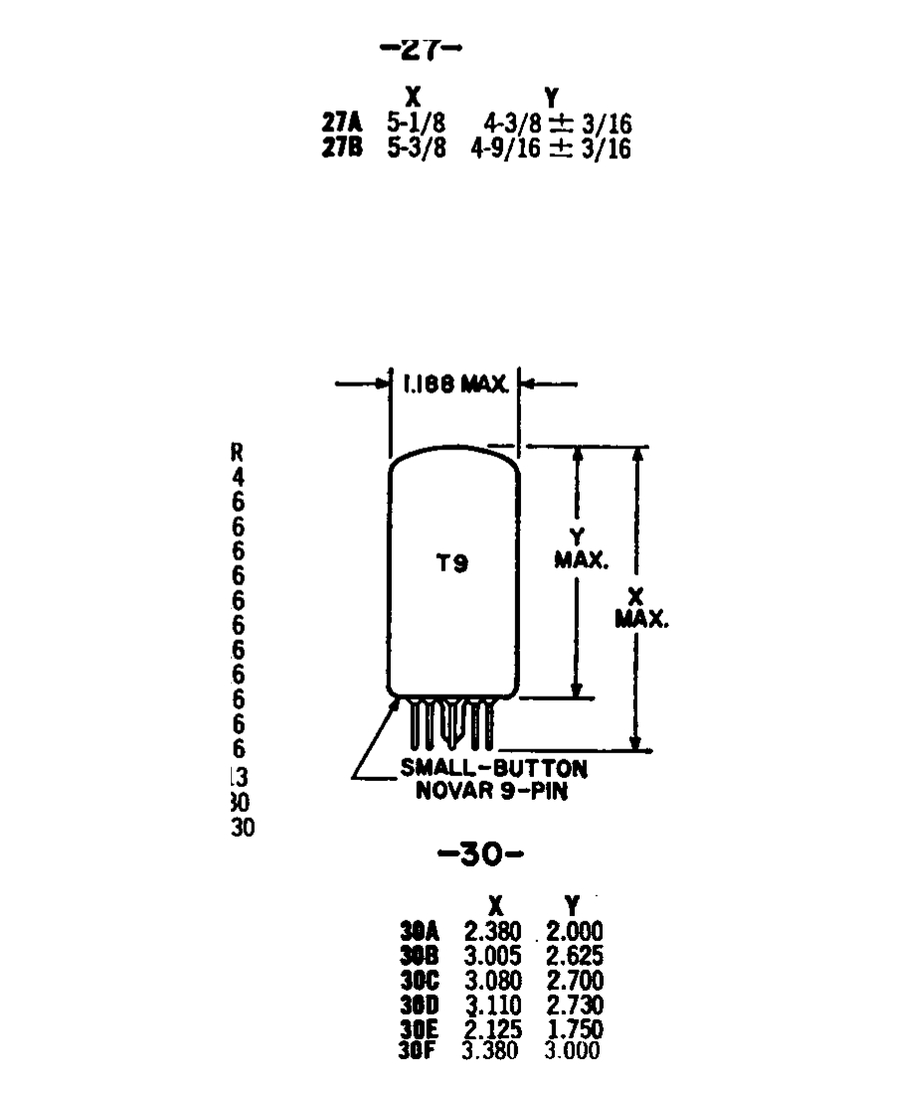 -27-
X Y
27A 5-1/8 4-3/8 ± 3/16
27B 5-3/8 4-9/16 ± 3/16
1.188 MAX.
R
4
6
6
6
6
6
6
6
6
6
6
6
13
30
30
T9
Y
MAX.
X
MAX.
SMALL-BUTTON
NOVAR 9-PIN
-30-
X Y
30A 2.380 2.000
30B 3.005 2.625
30C 3.080 2.700
30D 3.110 2.730
30E 2.125 1.750
30F 3.380 3.000